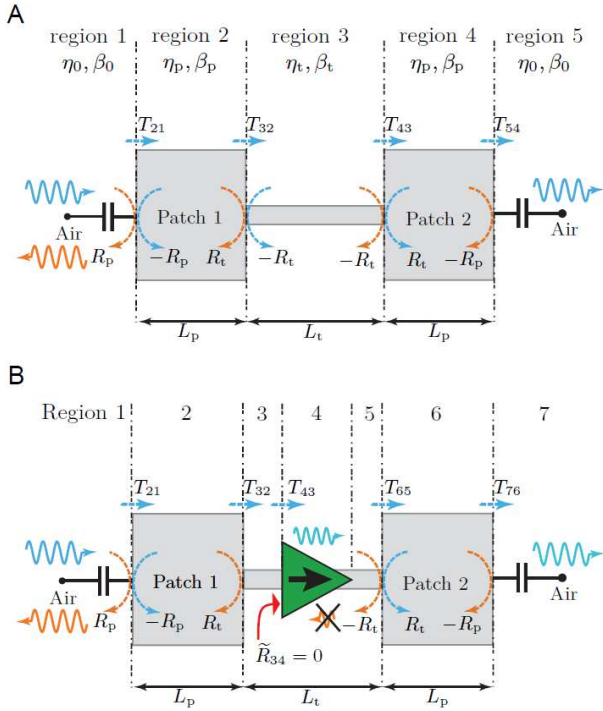 A
region 1 region 2 region 3 region 4 region 5
η₀, β₀ ηₚ, βₚ ηₜ, βₜ ηₚ, βₚ η₀, β₀
T₂₁ T₃₂ T₄₃ T₅₄
Patch 1 Patch 2
Air Air
Rₚ −Rₚ Rₜ −Rₜ −Rₜ Rₜ −Rₚ
Lₚ Lₜ Lₚ
B
Region 1 2 3 4 5 6 7
T₂₁ T₃₂ T₄₃ T₆₅ T₇₆
Patch 1 Patch 2
Air Air
Rₚ −Rₚ Rₜ −Rₜ Rₜ −Rₚ
R̃₃₄ = 0
Lₚ Lₜ Lₚ